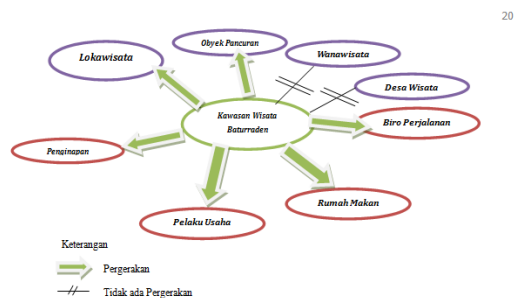 20
Obyek Pancuran
Wanawisata
Lokawisata
Desa Wisata
Kawasan Wisata
Baturraden
Biro Perjalanan
Penginapan
Rumah Makan
Pelaku Usaha
Keterangan
Pergerakan
Tidak ada Pergerakan